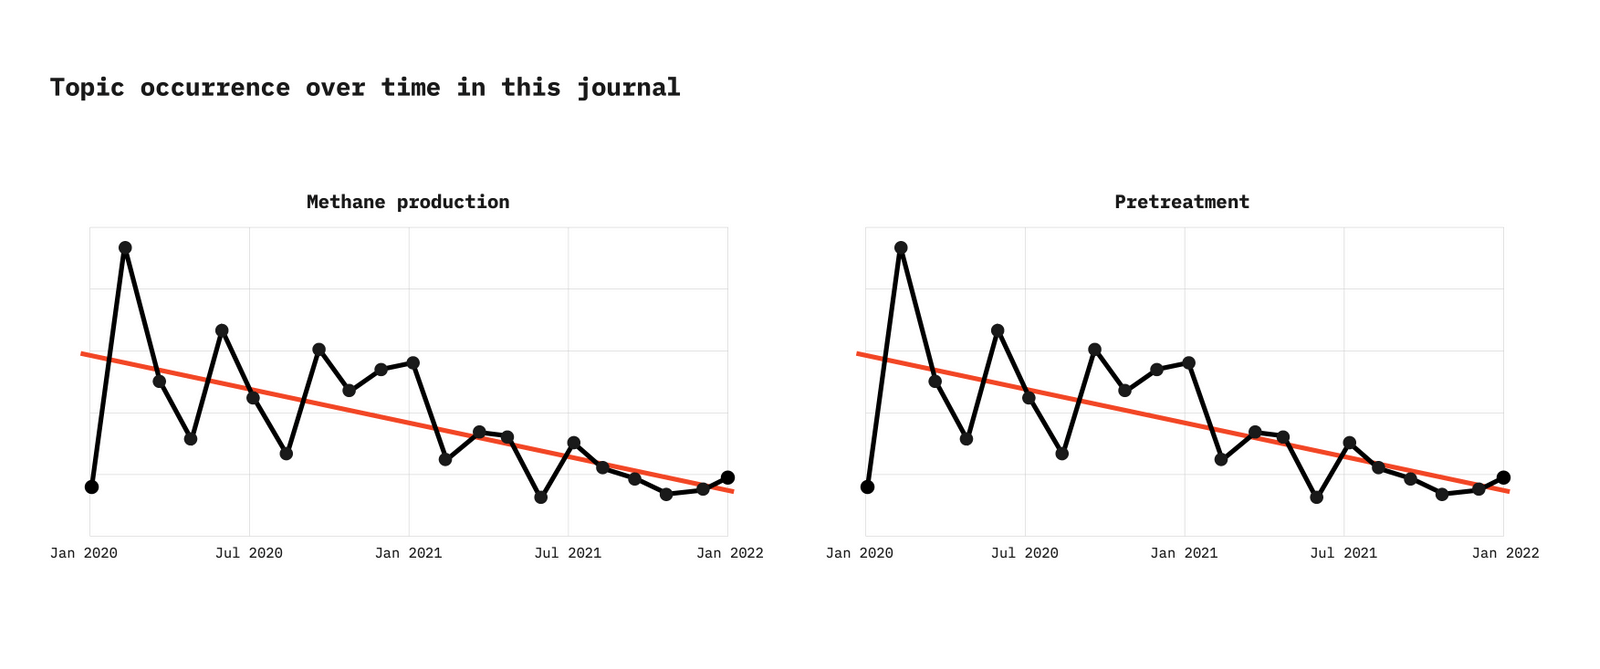 Topic occurrence over time in this journal
Methane production
Jan 2020 Jul 2020 Jan 2021 Jul 2021 Jan 2022
Pretreatment
Jan 2020 Jul 2020 Jan 2021 Jul 2021 Jan 2022